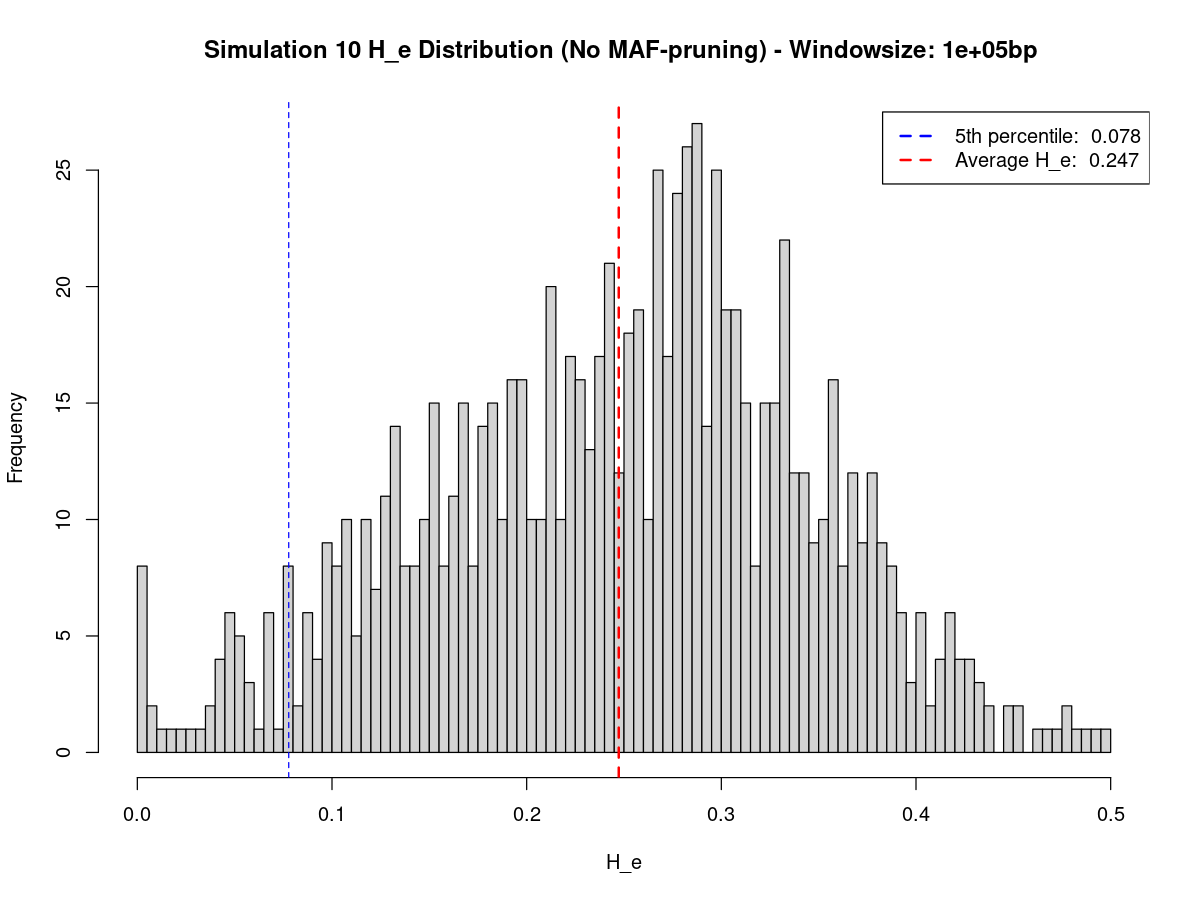 Simulation 10 H_e Distribution (No MAF-pruning) - Windowsize: 1e+05bp
5th percentile: 0.078
Average H_e: 0.247
Frequency
25
20
15
10
5
0
0.0 0.1 0.2 0.3 0.4 0.5
H_e